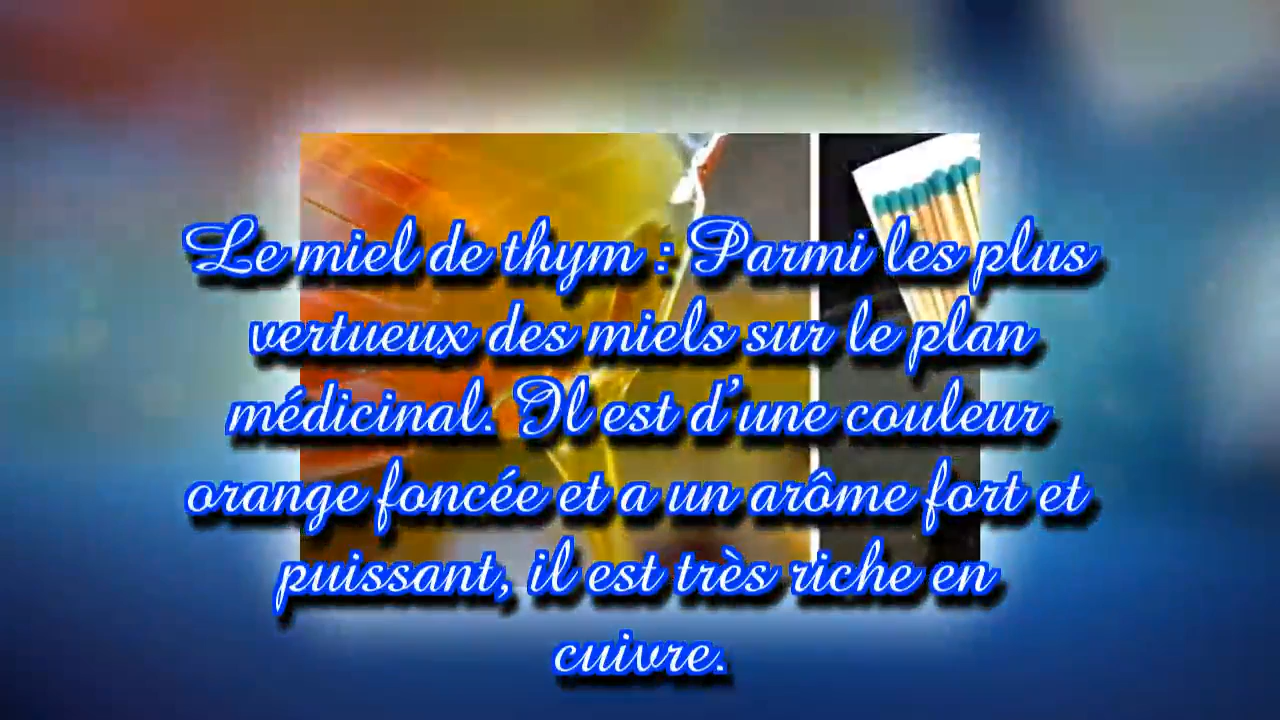 Le miel de thym : Parmi les plus
vertueux des miels sur le plan
médicinal. Il est d’une couleur
orange foncée et a un arôme fort et
puissant, il est très riche en
cuivre.